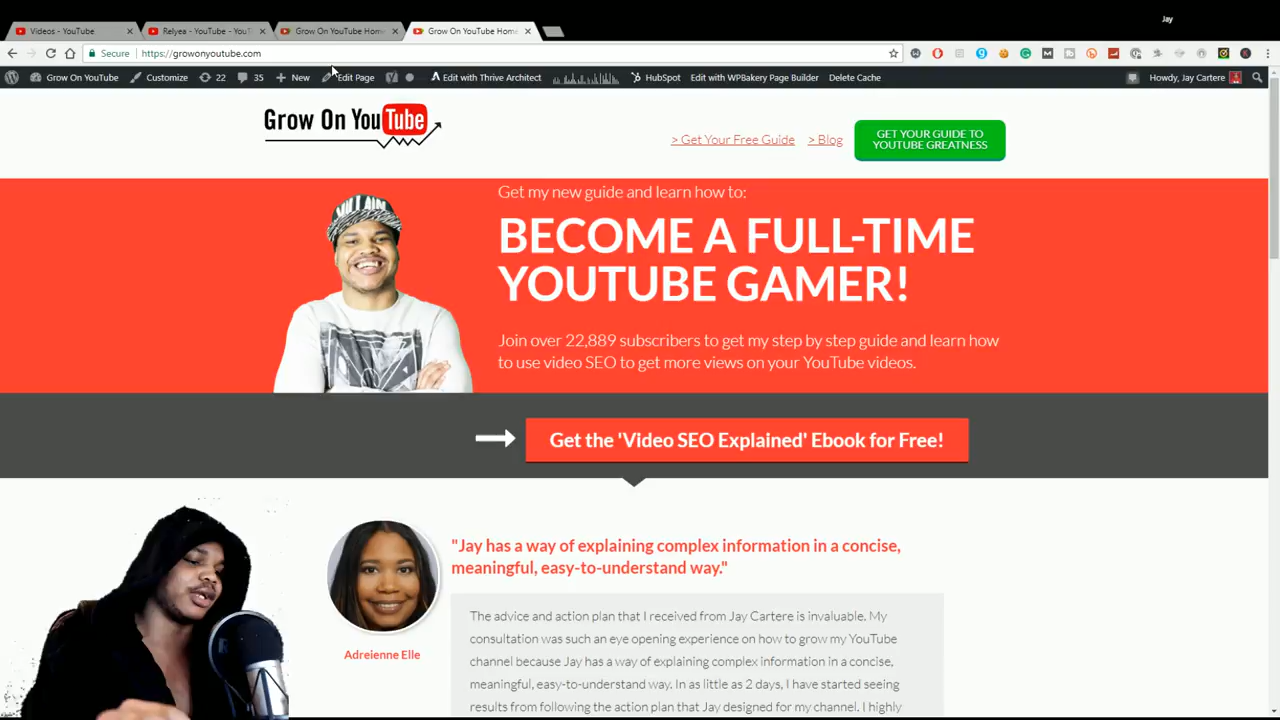 Jay
Videos - YouTube
Relyea - YouTube - You
Grow On YouTube Home
Grow On YouTube Home
Secure
https://growonyoutube.com
Grow On YouTube
Customize
22
35
New
Edit Page
Edit with Thrive Architect
HubSpot
Edit with WPBakery Page Builder
Delete Cache
Howdy, Jay Cartere
Grow On YouTube
> Get Your Free Guide
> Blog
GET YOUR GUIDE TO
YOUTUBE GREATNESS
VILLAIN
Get my new guide and learn how to:
BECOME A FULL-TIME
YOUTUBE GAMER!
Join over 22,889 subscribers to get my step by step guide and learn how
to use video SEO to get more views on your YouTube videos.
Get the 'Video SEO Explained' Ebook for Free!
"Jay has a way of explaining complex information in a concise,
meaningful, easy-to-understand way."
The advice and action plan that I received from Jay Cartere is invaluable. My
consultation was such an eye opening experience on how to grow my YouTube
channel because Jay has a way of explaining complex information in a concise,
meaningful, easy-to-understand way. In as little as 2 days, I have started seeing
results from following the action plan that Jay designed for my channel. I highly
Adreienne Elle